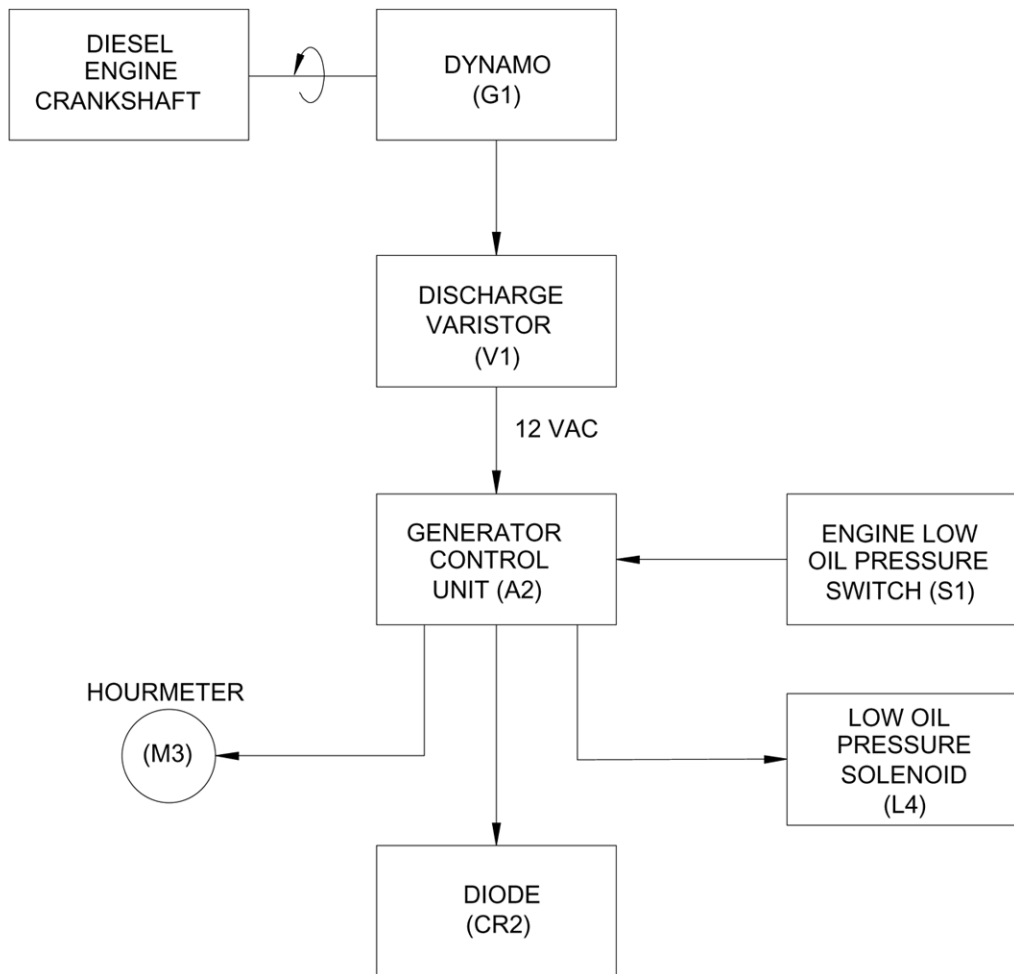 DIESEL
ENGINE
CRANKSHAFT
DYNAMO
(G1)
DISCHARGE
VARISTOR
(V1)
12 VAC
GENERATOR
CONTROL
UNIT (A2)
ENGINE LOW
OIL PRESSURE
SWITCH (S1)
HOURMETER
(M3)
LOW OIL
PRESSURE
SOLENOID
(L4)
DIODE
(CR2)